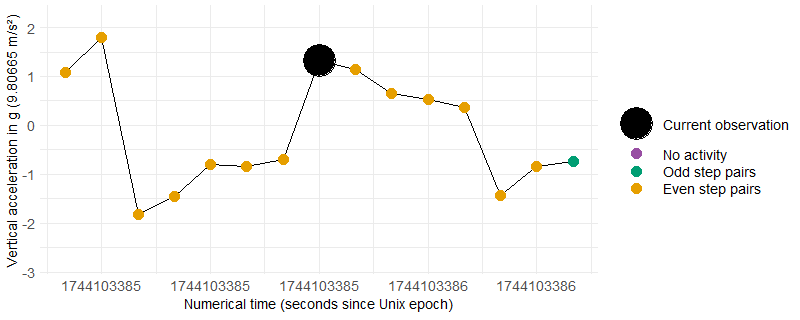 Vertical acceleration in g (9.80665 m/s²)
2
1
0
-1
-2
-3
1744103385 1744103385 1744103385 1744103386 1744103386
Numerical time (seconds since Unix epoch)
Current observation
No activity
Odd step pairs
Even step pairs